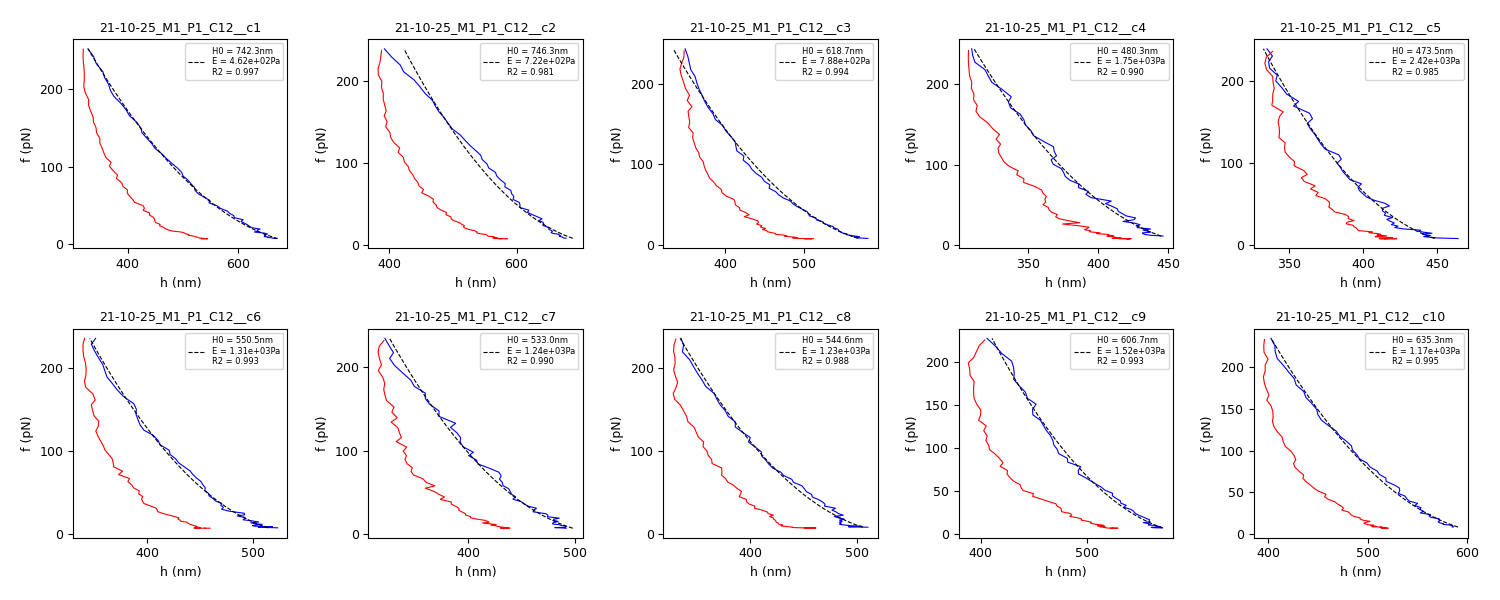 21-10-25_M1_P1_C12__c1
H0 = 742.3nm
E = 4.62e+02Pa
R2 = 0.997
f (pN)
200
100
0
400 600
h (nm)
21-10-25_M1_P1_C12__c2
H0 = 746.3nm
E = 7.22e+02Pa
R2 = 0.981
f (pN)
200
100
0
400 600
h (nm)
21-10-25_M1_P1_C12__c3
H0 = 618.7nm
E = 7.88e+02Pa
R2 = 0.994
f (pN)
200
100
0
400 500
h (nm)
21-10-25_M1_P1_C12__c4
H0 = 480.3nm
E = 1.75e+03Pa
R2 = 0.990
f (pN)
200
100
0
350 400 450
h (nm)
21-10-25_M1_P1_C12__c5
H0 = 473.5nm
E = 2.42e+03Pa
R2 = 0.985
f (pN)
200
100
0
350 400 450
h (nm)
21-10-25_M1_P1_C12__c6
H0 = 550.5nm
E = 1.31e+03Pa
R2 = 0.993
f (pN)
200
100
0
400 500
h (nm)
21-10-25_M1_P1_C12__c7
H0 = 533.0nm
E = 1.24e+03Pa
R2 = 0.990
f (pN)
200
100
0
400 500
h (nm)
21-10-25_M1_P1_C12__c8
H0 = 544.6nm
E = 1.23e+03Pa
R2 = 0.988
f (pN)
200
100
0
400 500
h (nm)
21-10-25_M1_P1_C12__c9
H0 = 606.7nm
E = 1.52e+03Pa
R2 = 0.993
f (pN)
200
150
100
50
0
400 500
h (nm)
21-10-25_M1_P1_C12__c10
H0 = 635.3nm
E = 1.17e+03Pa
R2 = 0.995
f (pN)
200
150
100
50
0
400 500 600
h (nm)